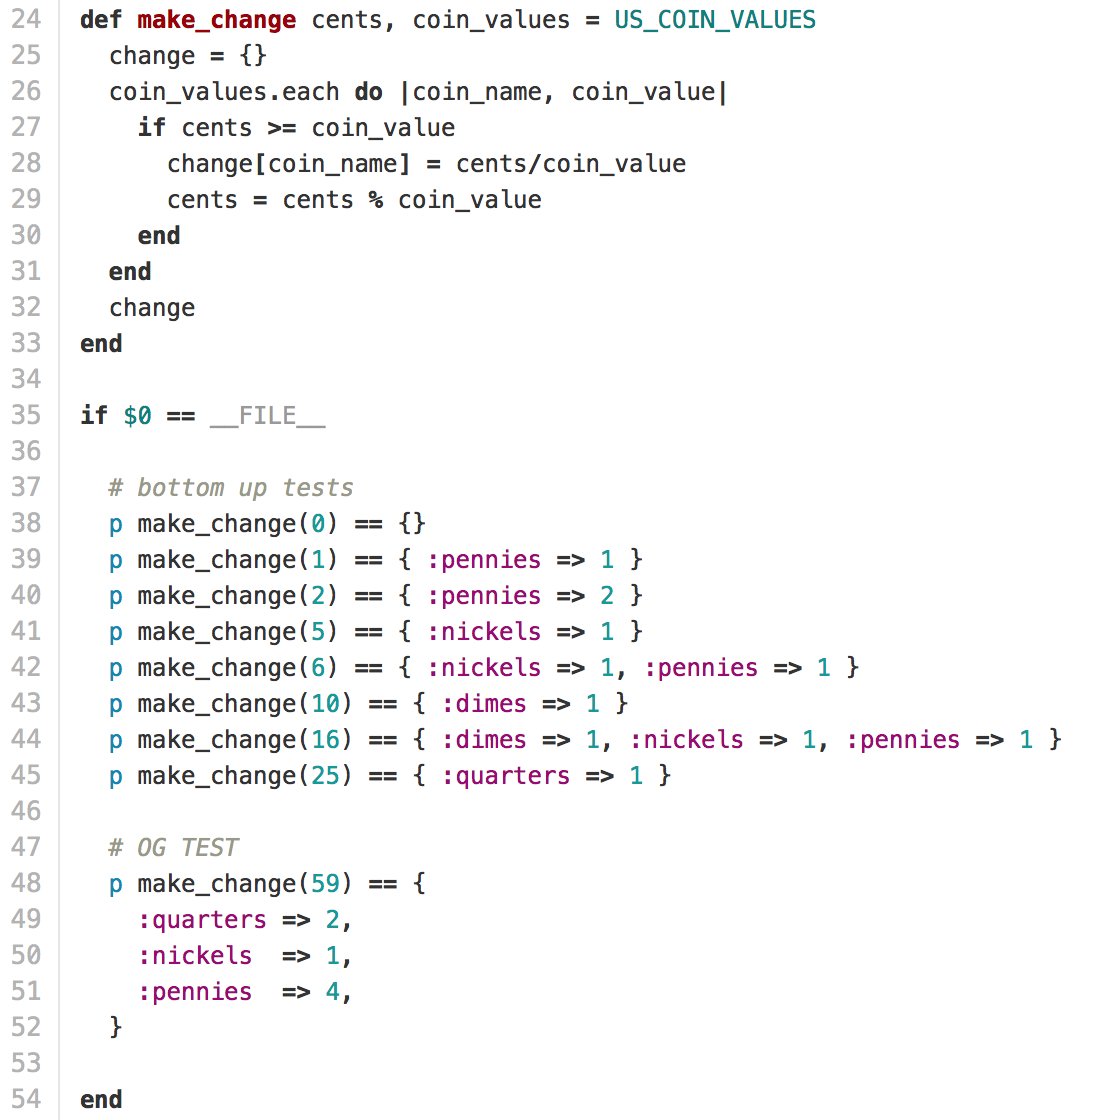 24 def make_change cents, coin_values = US_COIN_VALUES
25   change = {}
26   coin_values.each do |coin_name, coin_value|
27     if cents >= coin_value
28       change[coin_name] = cents/coin_value
29       cents = cents % coin_value
30     end
31   end
32   change
33 end
34
35 if $0 == __FILE__
36
37   # bottom up tests
38   p make_change(0) == {}
39   p make_change(1) == { :pennies => 1 }
40   p make_change(2) == { :pennies => 2 }
41   p make_change(5) == { :nickels => 1 }
42   p make_change(6) == { :nickels => 1, :pennies => 1 }
43   p make_change(10) == { :dimes => 1 }
44   p make_change(16) == { :dimes => 1, :nickels => 1, :pennies => 1 }
45   p make_change(25) == { :quarters => 1 }
46
47   # OG TEST
48   p make_change(59) == {
49     :quarters => 2,
50     :nickels  => 1,
51     :pennies  => 4,
52   }
53
54 end